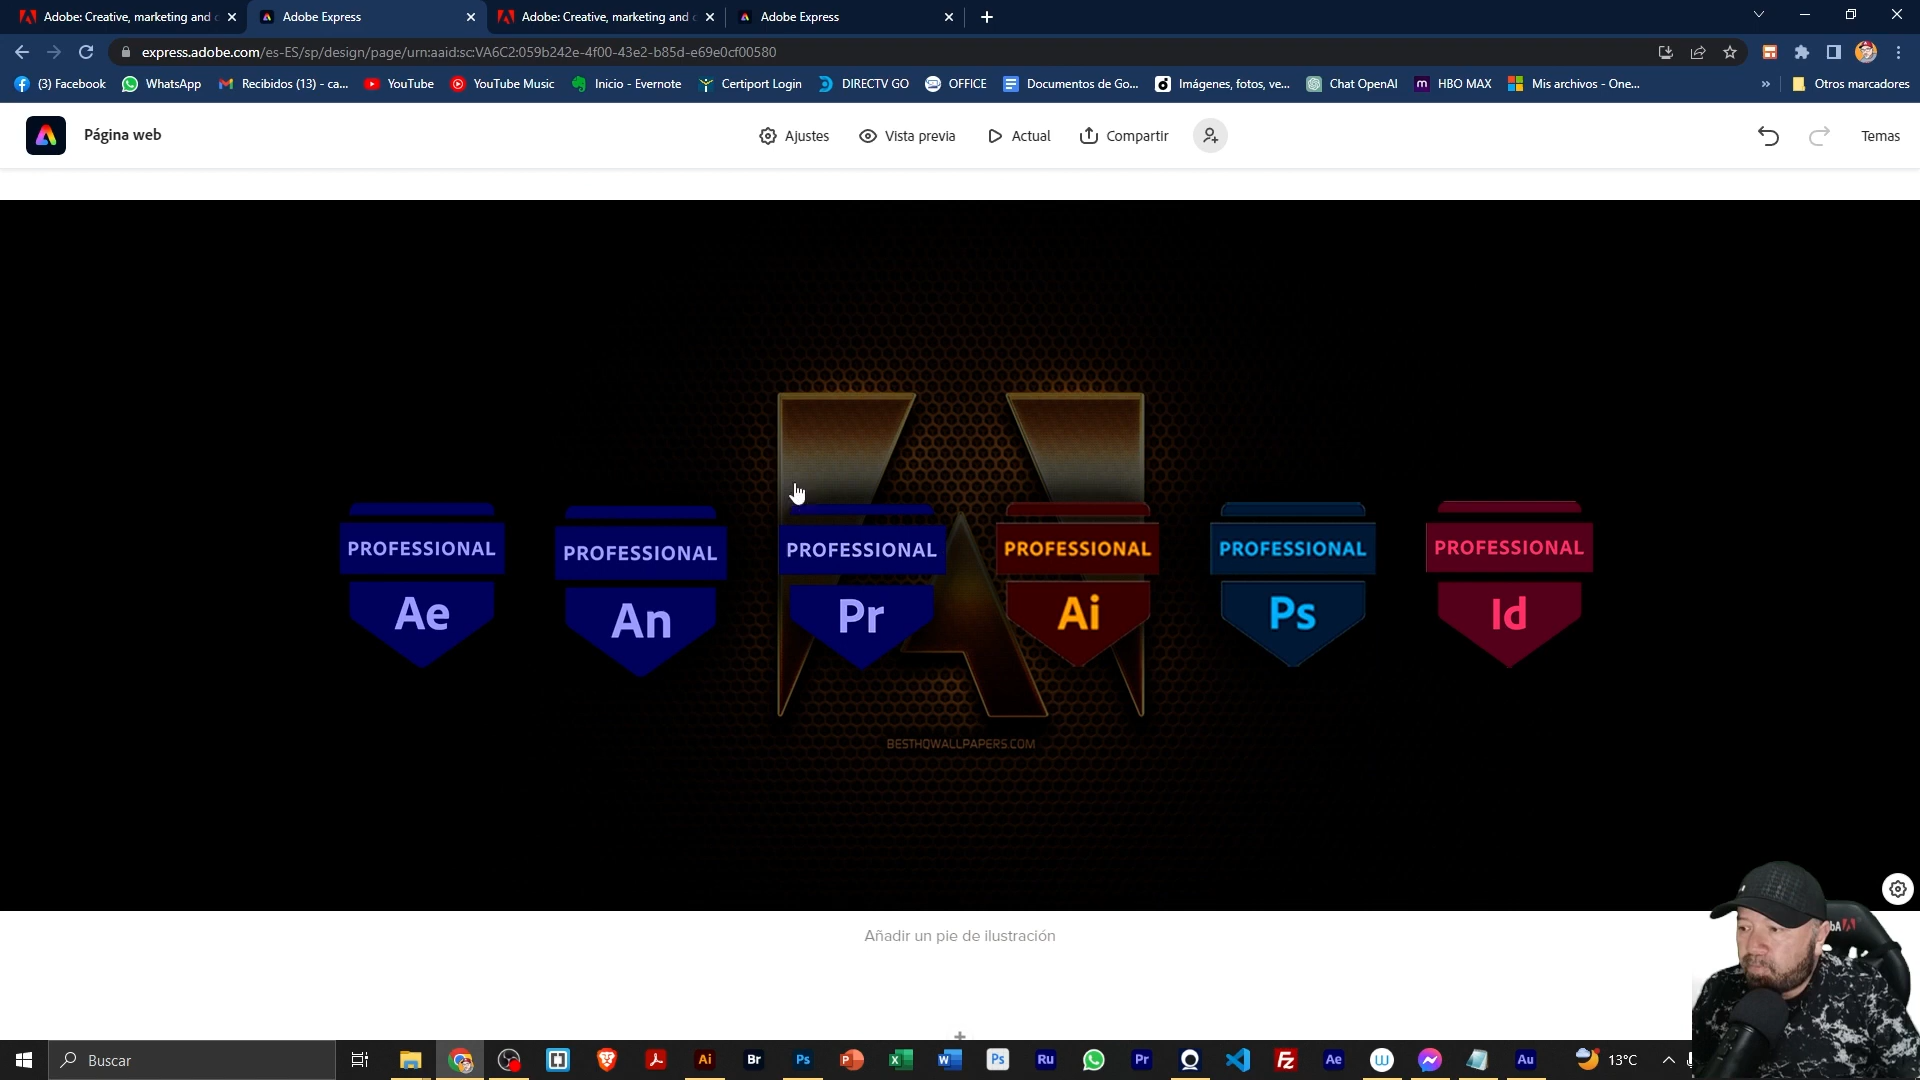 Adobe: Creative, marketing and
Adobe Express
Adobe: Creative, marketing and
Adobe Express
express.adobe.com/es-ES/sp/design/page/urn:aaid:sc:VA6C2:059b242e-4f00-43e2-b85d-e69e0cf00580
(3) Facebook
WhatsApp
Recibidos (13) - ca...
YouTube
YouTube Music
Inicio - Evernote
Certiport Login
DIRECTV GO
OFFICE
Documentos de Go...
Imágenes, fotos, ve...
Chat OpenAI
m
HBO MAX
Mis archivos - One...
»
Otros marcadores
Página web
Ajustes
Vista previa
Actual
Compartir
Temas
PROFESSIONAL
Ae
PROFESSIONAL
An
PROFESSIONAL
Pr
PROFESSIONAL
Ai
PROFESSIONAL
Ps
PROFESSIONAL
Id
BESTHQWALLPAPERS.COM
Añadir un pie de ilustración
Buscar
Ai
Br
Ps
Ps
Ru
Pr
Fz
Ae
Au
13°C